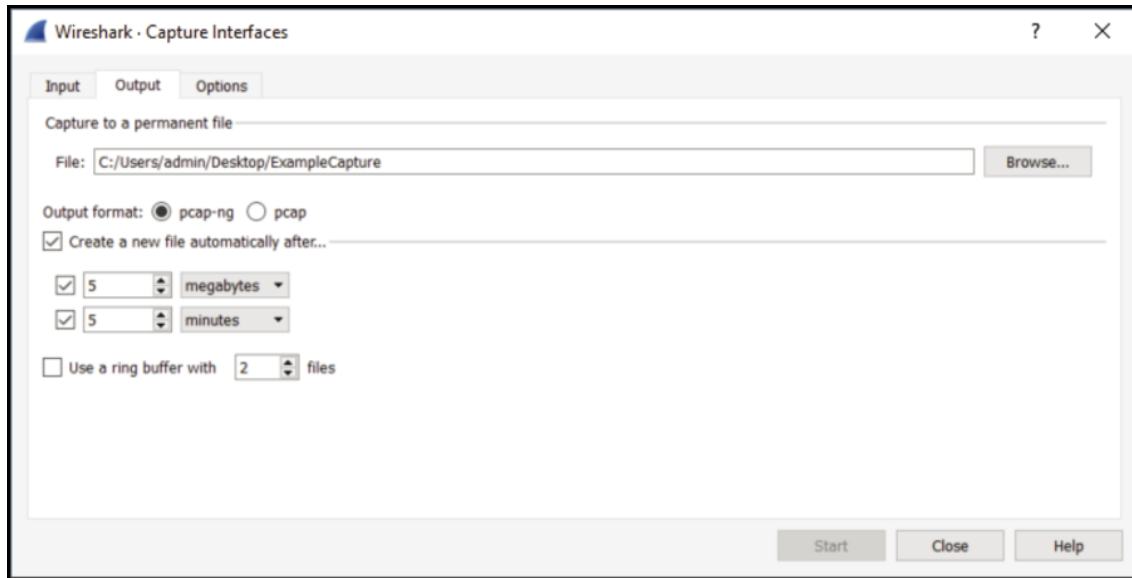 Wireshark · Capture Interfaces ?
Input Output Options
Capture to a permanent file
File: C:/Users/admin/Desktop/ExampleCapture Browse...
Output format: pcap-ng pcap
Create a new file automatically after...
5 megabytes
5 minutes
Use a ring buffer with 2 files
Start Close Help